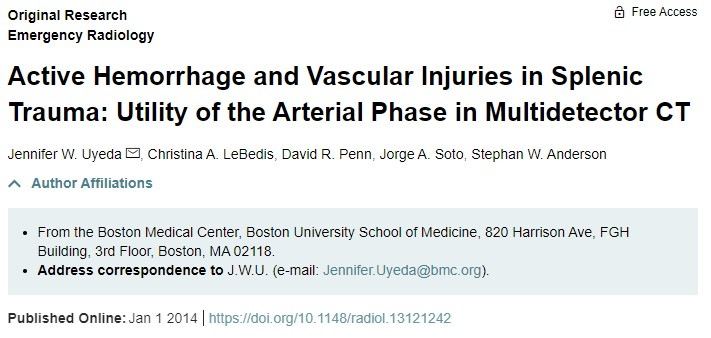 Original Research
Free Access
Emergency Radiology
Active Hemorrhage and Vascular Injuries in Splenic
Trauma: Utility of the Arterial Phase in Multidetector CT
Jennifer W. Uyeda, Christina A. LeBedis, David R. Penn, Jorge A. Soto, Stephan W. Anderson
Author Affiliations
• From the Boston Medical Center, Boston University School of Medicine, 820 Harrison Ave, FGH
Building, 3rd Floor, Boston, MA 02118.
• Address correspondence to J.W.U. (e-mail: Jennifer.Uyeda@bmc.org).
Published Online: Jan 1 2014 | https://doi.org/10.1148/radiol.13121242